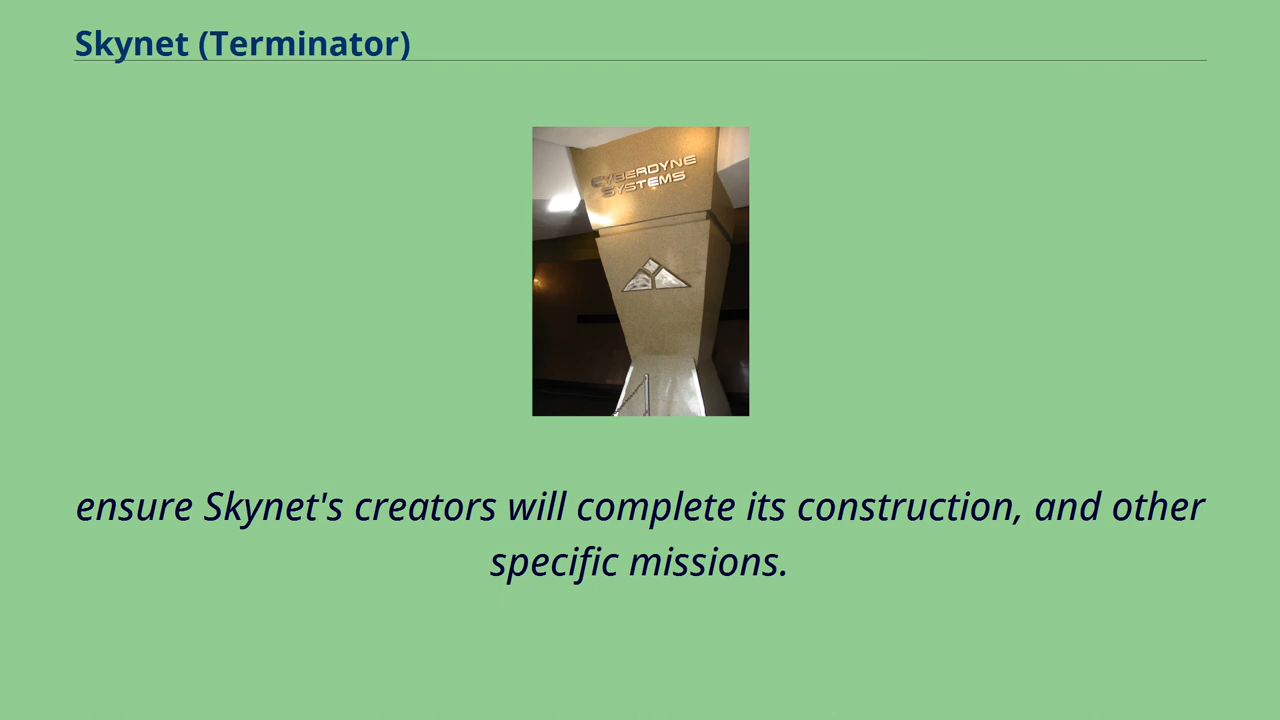 Skynet (Terminator)
CYBERDYNE
SYSTEMS
ensure Skynet's creators will complete its construction, and other
specific missions.